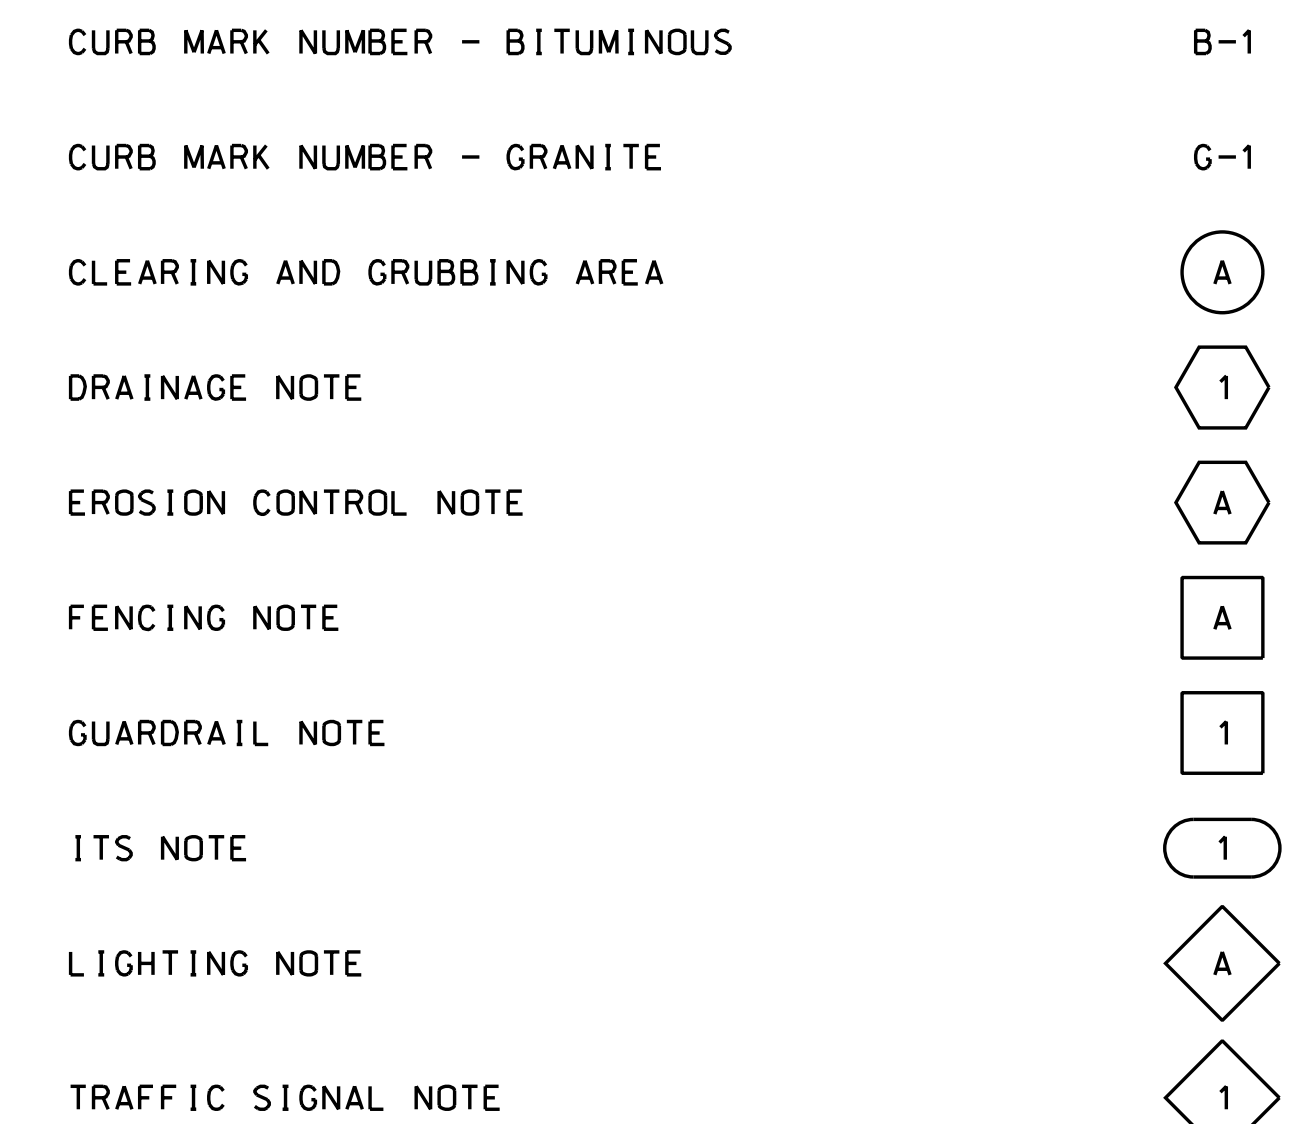 CURB MARK NUMBER - BITUMINOUS B-1
CURB MARK NUMBER - GRANITE G-1
CLEARING AND GRUBBING AREA A
DRAINAGE NOTE 1
EROSION CONTROL NOTE A
FENCING NOTE A
GUARDRAIL NOTE 1
ITS NOTE 1
LIGHTING NOTE A
TRAFFIC SIGNAL NOTE 1